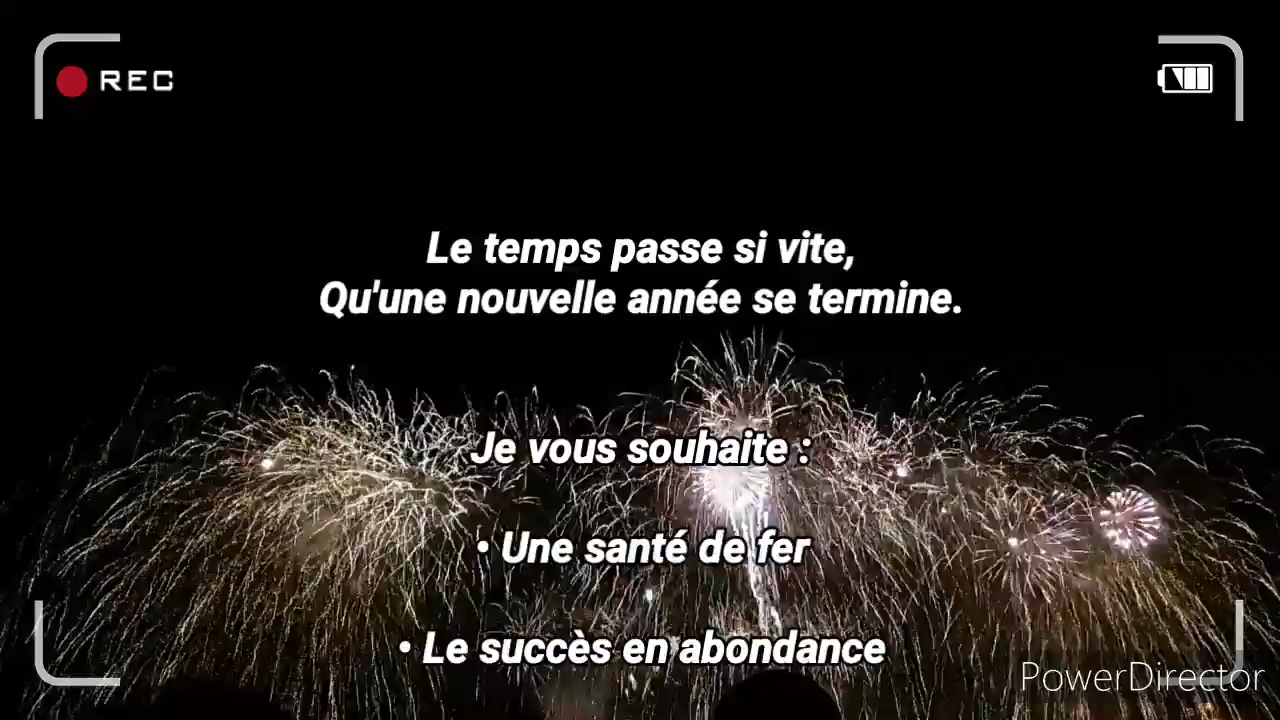 REC
Le temps passe si vite,
Qu'une nouvelle année se termine.
Je vous souhaite :
• Une santé de fer
• Le succès en abondance
PowerDirector